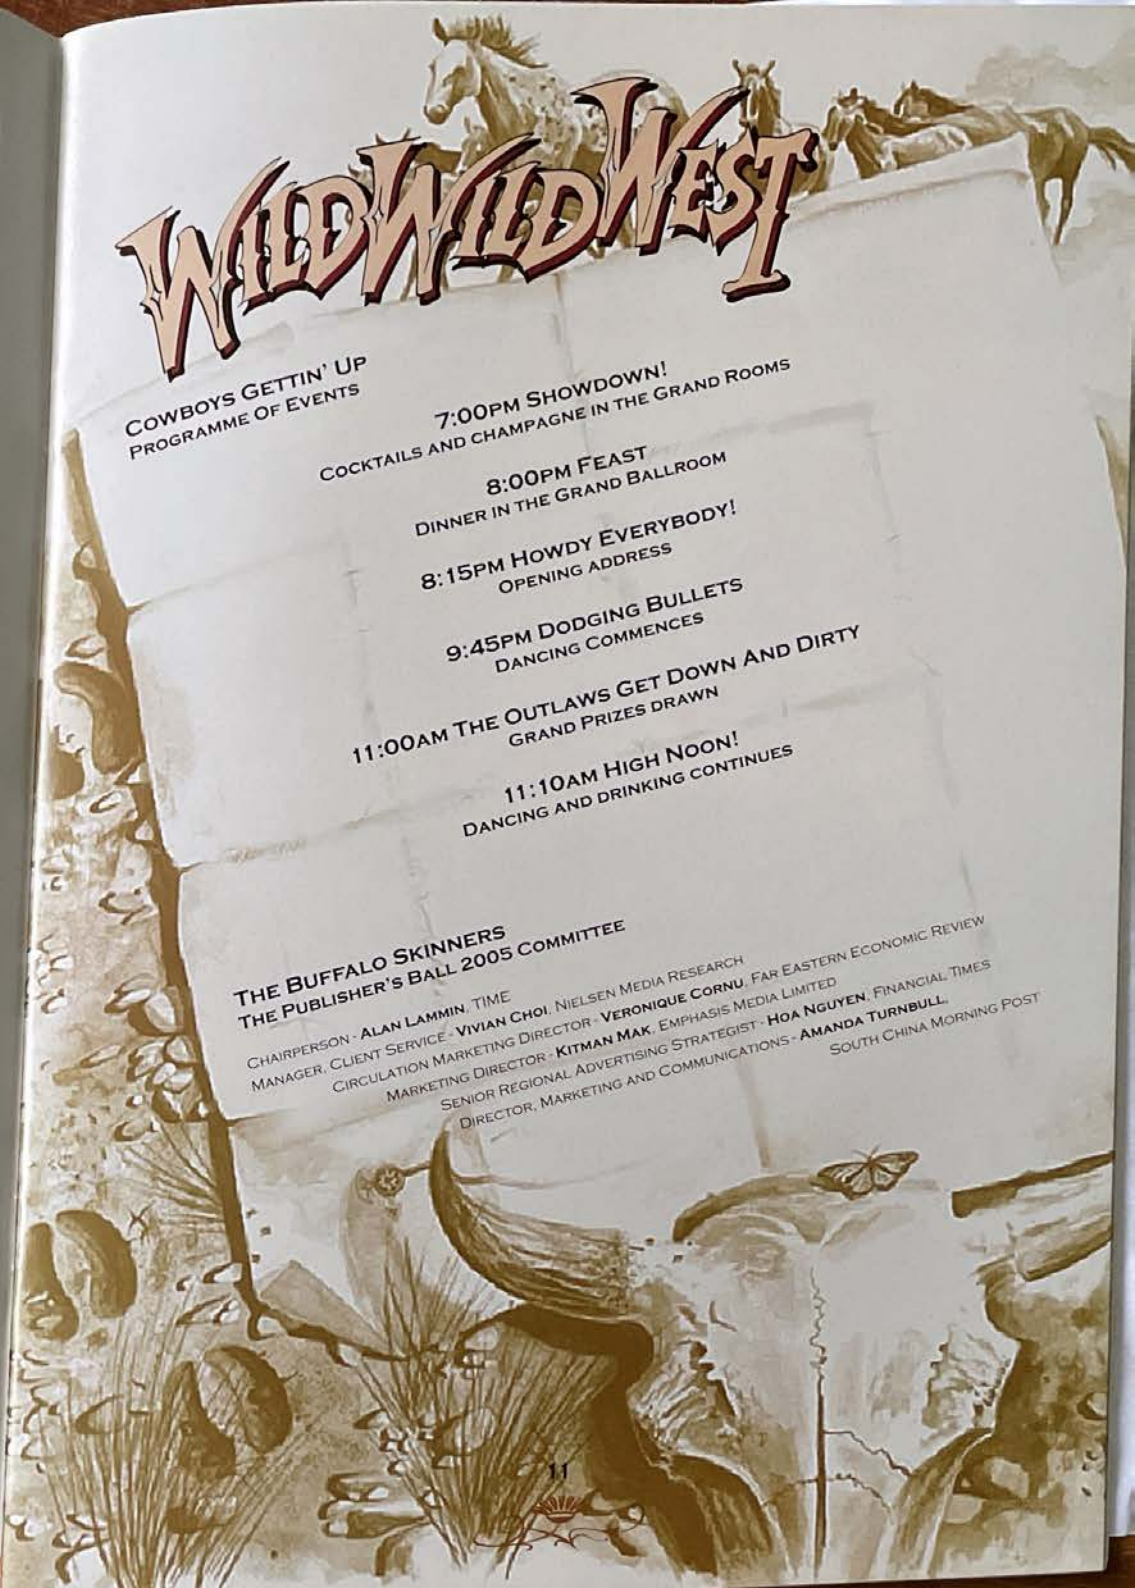 WILD WILD WEST
COWBOYS GETTIN' UP
PROGRAMME OF EVENTS
7:00PM SHOWDOWN!
COCKTAILS AND CHAMPAGNE IN THE GRAND ROOMS
8:00PM FEAST
DINNER IN THE GRAND BALLROOM
8:15PM HOWDY EVERYBODY!
OPENING ADDRESS
9:45PM DODGING BULLETS
DANCING COMMENCES
11:00AM THE OUTLAWS GET DOWN AND DIRTY
GRAND PRIZES DRAWN
11:10AM HIGH NOON!
DANCING AND DRINKING CONTINUES
THE BUFFALO SKINNERS
THE PUBLISHER'S BALL 2005 COMMITTEE
CHAIRPERSON - ALAN LAMMIN, TIME
MANAGER, CLIENT SERVICE - VIVIAN CHOI, NIELSEN MEDIA RESEARCH
CIRCULATION MARKETING DIRECTOR - VERONIQUE CORNU, FAR EASTERN ECONOMIC REVIEW
MARKETING DIRECTOR - KITMAN MAK, EMPHASIS MEDIA LIMITED
SENIOR REGIONAL ADVERTISING STRATEGIST - HOA NGUYEN, FINANCIAL TIMES
DIRECTOR, MARKETING AND COMMUNICATIONS - AMANDA TURNBULL,
SOUTH CHINA MORNING POST
11